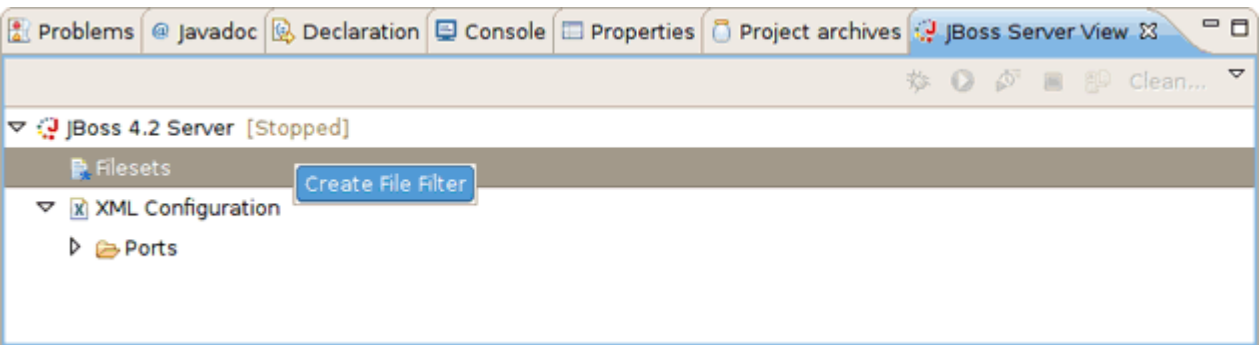 Problems @ Javadoc Declaration Console Properties Project archives JBoss Server View
Clean...
JBoss 4.2 Server [Stopped]
Filesets
Create File Filter
XML Configuration
Ports